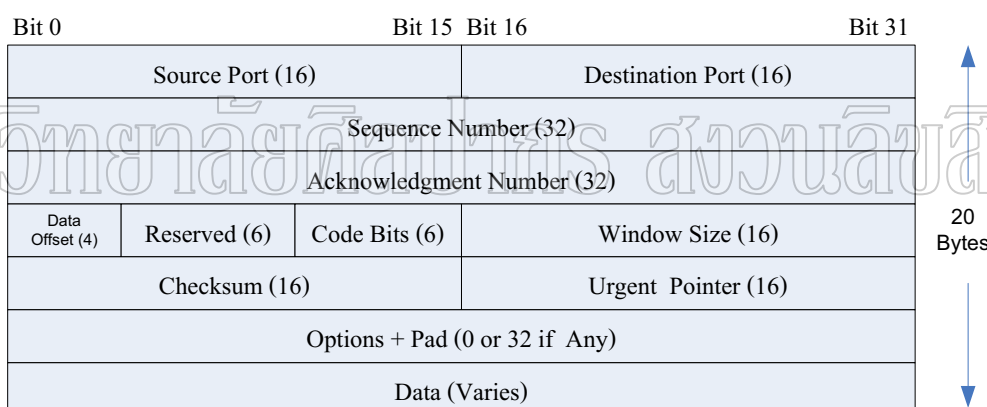 Bit 0 Bit 15 Bit 16 Bit 31
Source Port (16) Destination Port (16)
Sequence Number (32)
Acknowledgment Number (32)
Data
Offset (4) Reserved (6) Code Bits (6) Window Size (16)
20
Bytes
Checksum (16) Urgent Pointer (16)
Options + Pad (0 or 32 if Any)
Data (Varies)